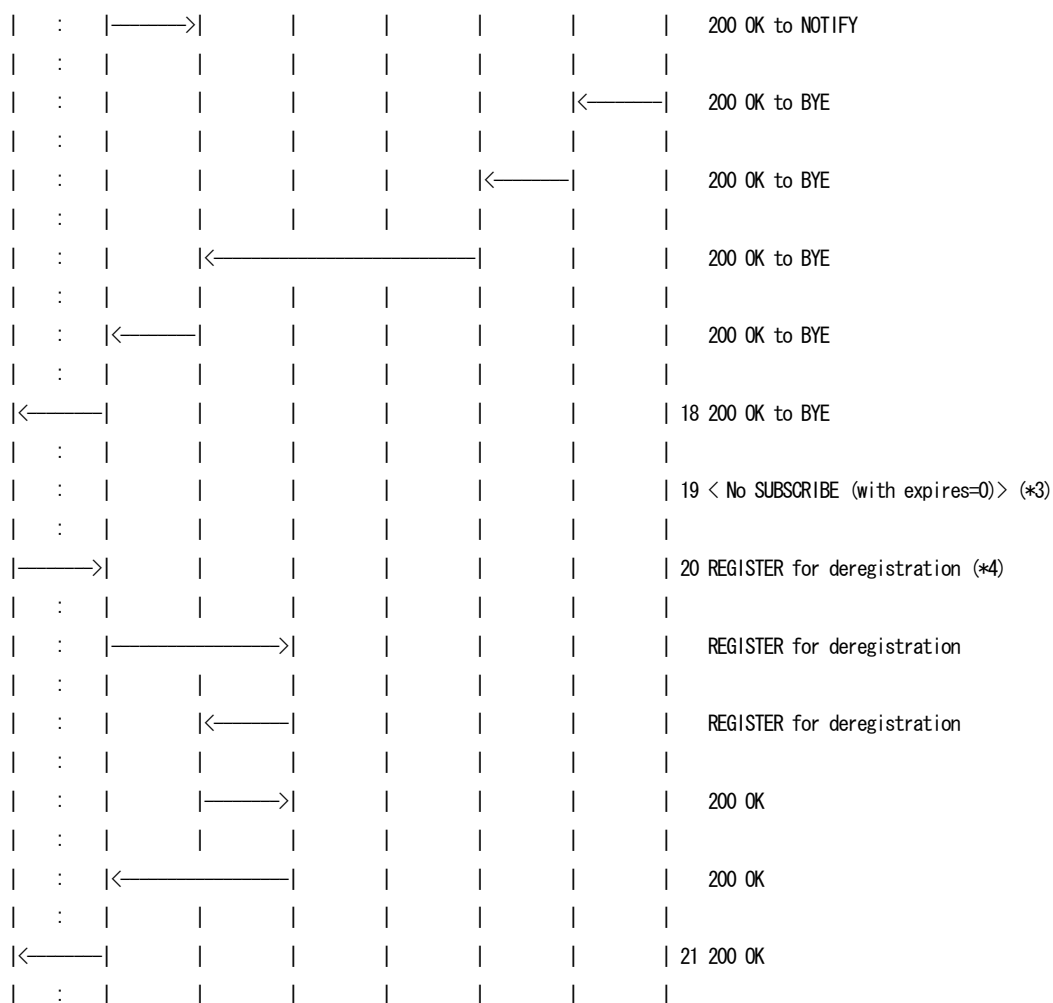 200 OK to NOTIFY
200 OK to BYE
200 OK to BYE
200 OK to BYE
200 OK to BYE
18 200 OK to BYE
19 < No SUBSCRIBE (with expires=0)> (*3)
20 REGISTER for deregistration (*4)
REGISTER for deregistration
REGISTER for deregistration
200 OK
200 OK
21 200 OK